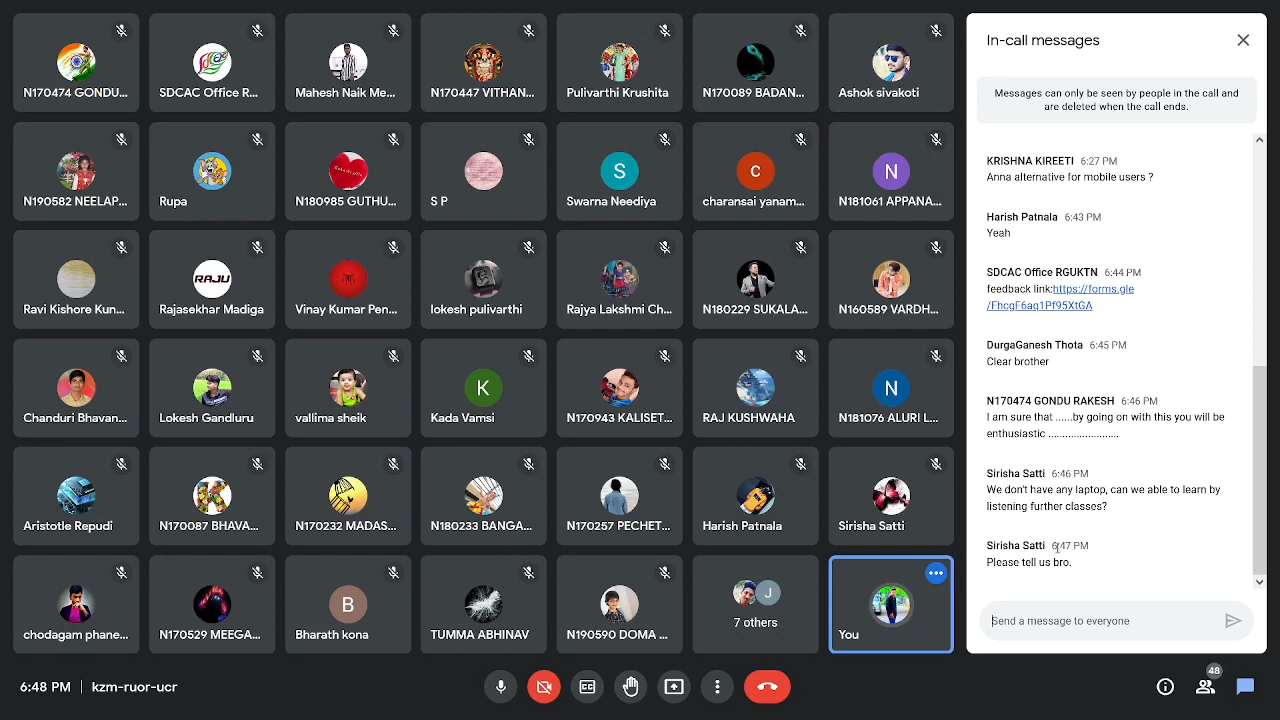 N170474 GONDU...
SDCAC Office R...
Mahesh Naik Me...
N170447 VITHAN...
Pulivarthi Krushita
N170089 BADAN...
Ashok sivakoti
N190582 NEELAP...
Rupa
N180985 GUTHU...
S P
S
Swarna Neediya
c
charansai yanam...
N
N181061 APPANA...
Ravi Kishore Kun...
RAJU
Rajasekhar Madiga
Vinay Kumar Pen...
lokesh pulivarthi
Rajya Lakshmi Ch...
N180229 SUKALA...
N160589 VARDH...
Chanduri Bhavan...
Lokesh Ganduru
vallima sheik
K
Kada Vamsi
N170943 KALISET...
RAJ KUSHWAHA
N
N181076 ALURI L...
Aristotle Repudi
N170087 BHAVA...
N170232 MADAS...
N180233 BANGA...
N170257 PECHET...
Harish Patnala
Sirisha Satti
chodagam phane...
N170529 MEEGA...
B
Bharath kona
TUMMA ABHINAV
N190590 DOMA ...
J
7 others
You
6:48 PM | kzm-ruor-ucr
48
In-call messages
Messages can only be seen by people in the call and
are deleted when the call ends.
KRISHNA KIREETI 6:27 PM
Anna alternative for mobile users ?
Harish Patnala 6:43 PM
Yeah
SDCAC Office RGUKTN 6:44 PM
feedback link:https://forms.gle
/FhcgF6aq1Pf95XtGA
DurgaGanesh Thota 6:45 PM
Clear brother
N170474 GONDU RAKESH 6:46 PM
I am sure that ......by going on with this you will be
enthusiastic .........................
Sirisha Satti 6:46 PM
We don't have any laptop, can we able to learn by
listening further classes?
Sirisha Satti 6:47 PM
Please tell us bro.
Send a message to everyone